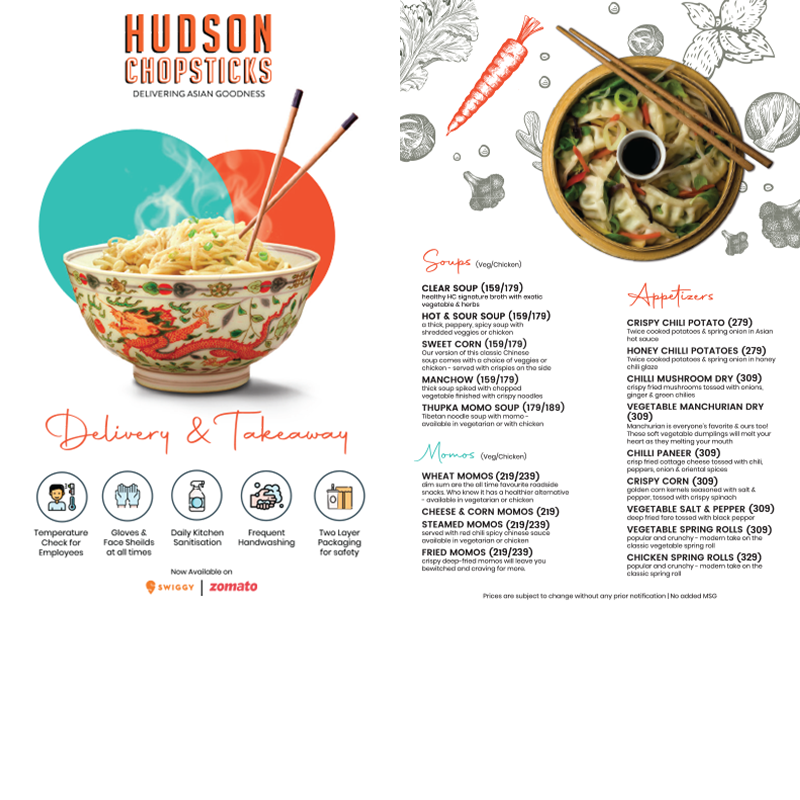 HUDSON
CHOPSTICKS
DELIVERING ASIAN GOODNESS
Delivery & Takeaway
Temperature
Check for
Employees
Gloves &
Face Sheilds
at all times
Daily Kitchen
Sanitisation
Frequent
Handwashing
Two Layer
Packaging
for safety
Now Available on
SWIGGY | zomato
Soups (Veg/Chicken)
CLEAR SOUP (159/179)
healthy HC signature broth with exotic
vegetable & herbs
HOT & SOUR SOUP (159/179)
a thick, peppery, spicy soup with
shredded veggies or chicken
SWEET CORN (159/179)
Our version of this classic Chinese
soup comes with a choice of veggies or
chicken - served with crispies on the side
MANCHOW (159/179)
thick soup spiked with chopped
vegetable finished with crispy noodles
THUPKA MOMO SOUP (179/189)
Tibetan noodle soup with momo -
available in vegetarian or with chicken
Momos (Veg/Chicken)
WHEAT MOMOS (219/239)
dim sum are the all time favourite roadside
snacks. Who knew it has a healthier alternative
- available in vegetarian or chicken
CHEESE & CORN MOMOS (219)
STEAMED MOMOS (219/239)
served with red chili spicy chinese sauce
available in vegetarian or chicken
FRIED MOMOS (219/239)
crispy deep-fried momos will leave you
bewitched and craving for more.
Appetizers
CRISPY CHILI POTATO (279)
Twice cooked potatoes & spring onion in Asian
hot sauce
HONEY CHILLI POTATOES (279)
Twice cooked potatoes & spring onion in honey
chili glaze
CHILLI MUSHROOM DRY (309)
crispy fried mushrooms tossed with onions,
ginger & green chilies
VEGETABLE MANCHURIAN DRY
(309)
Manchurian is everyone's favorite & ours too!
These soft vegetable dumplings will melt your
heart as they melting your mouth
CHILLI PANEER (309)
crisp fried cottage cheese tossed with chili,
peppers, onion & oriental spices
CRISPY CORN (309)
golden corn kernels seasoned with salt &
pepper, tossed with crispy spinach
VEGETABLE SALT & PEPPER (309)
deep fried fare tossed with black pepper
VEGETABLE SPRING ROLLS (309)
popular and crunchy - modern take on the
classic vegetable spring roll
CHICKEN SPRING ROLLS (329)
popular and crunchy - modern take on the
classic spring roll
Prices are subject to change without any prior notification | No added MSG